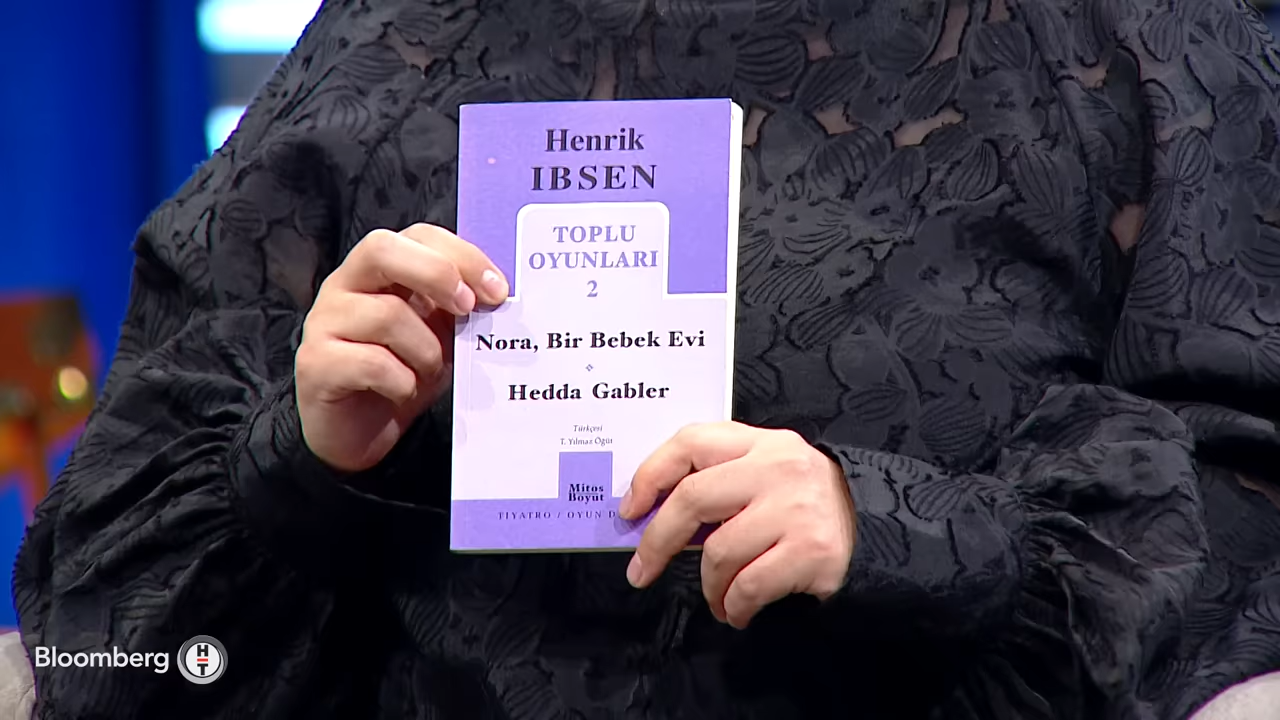 Henrik
IBSEN
TOPLU
OYUNLARI
2
Nora, Bir Bebek Evi
Hedda Gabler
Türkçesi
T. Yılmaz Öğüt
Mitos
Boyut
TİYATRO / OYUN D
Bloomberg HT